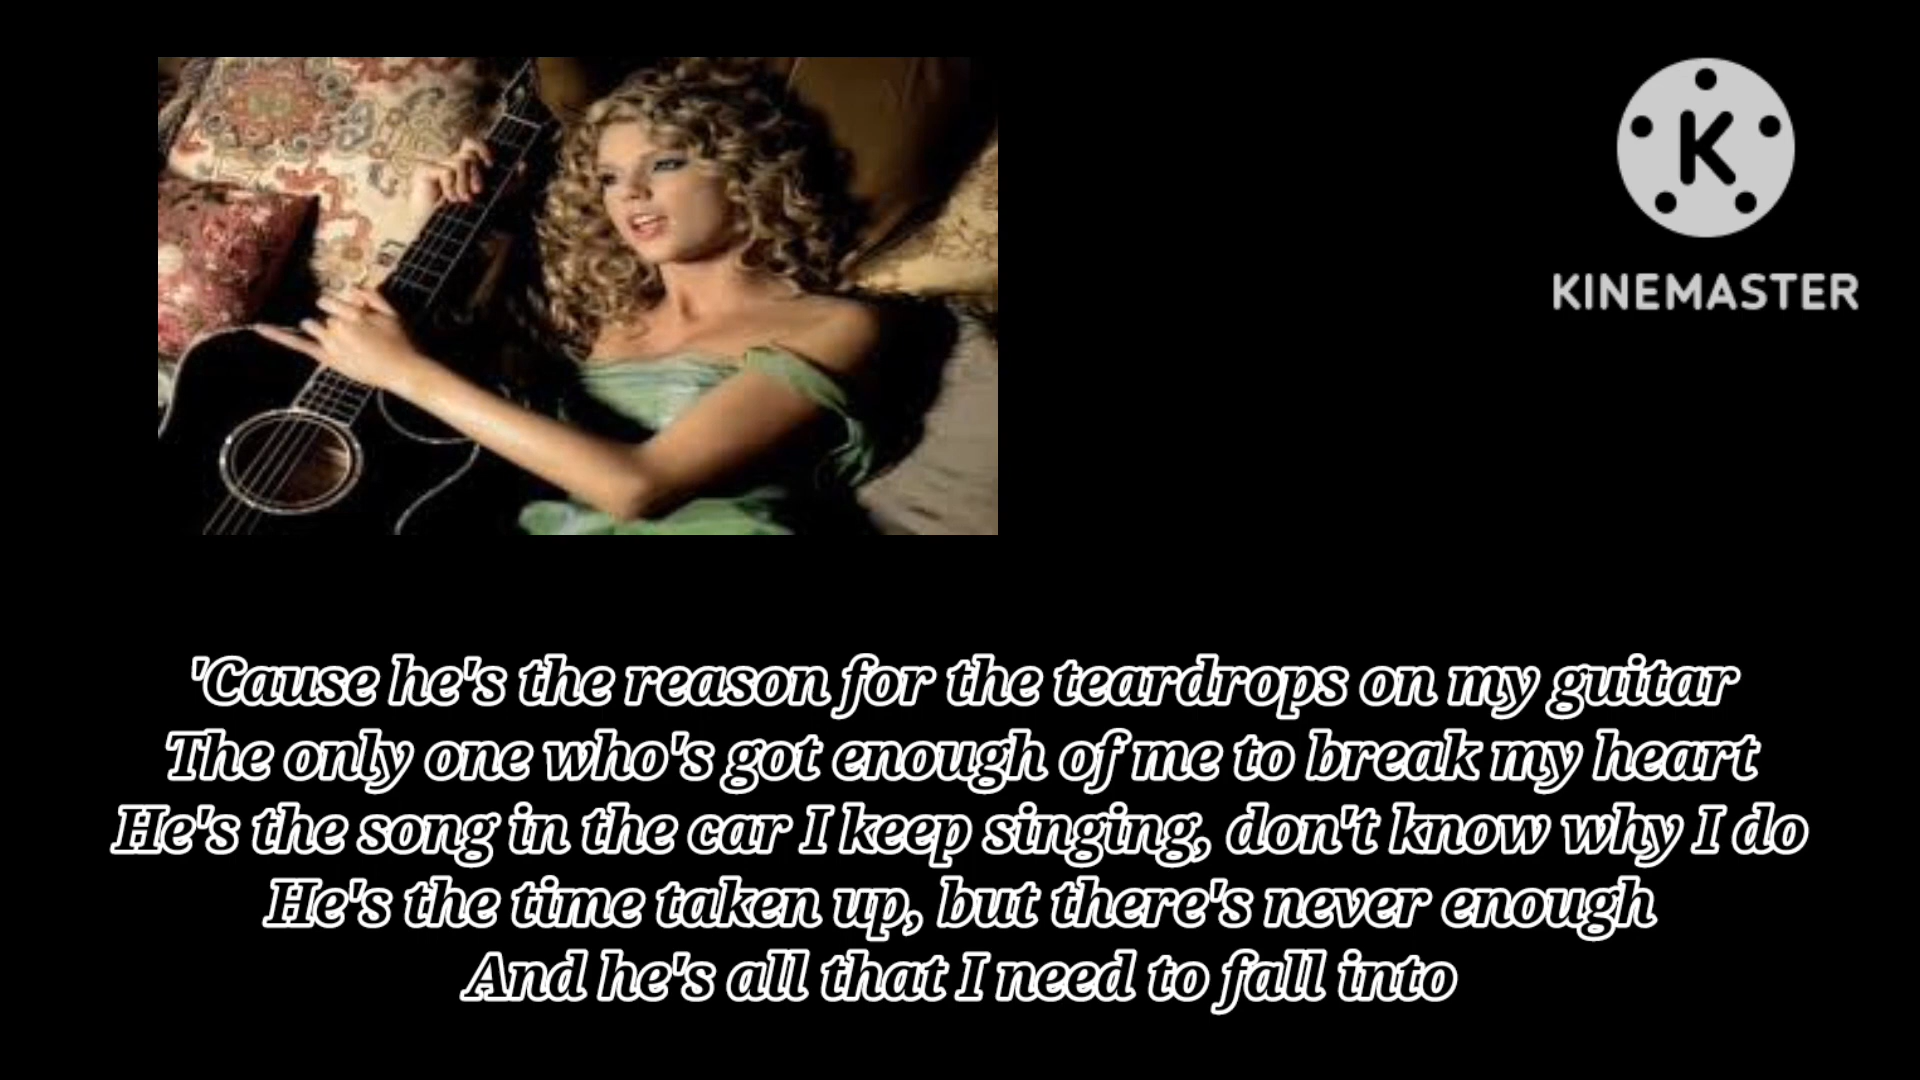 K
KINEMASTER
'Cause he's the reason for the teardrops on my guitar
The only one who's got enough of me to break my heart
He's the song in the car I keep singing, don't know why I do
He's the time taken up, but there's never enough
And he's all that I need to fall into